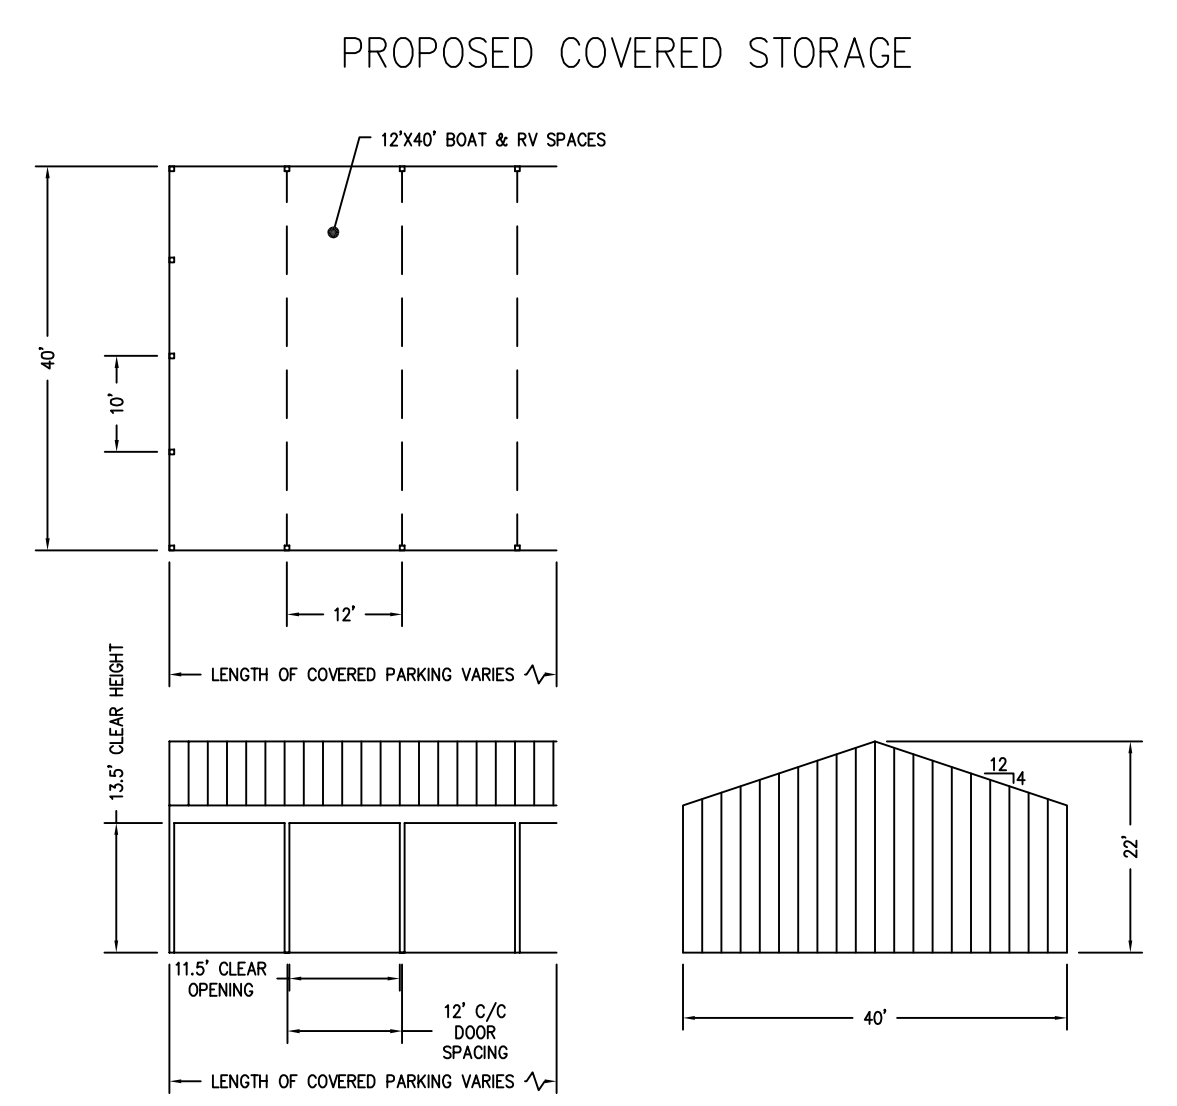 PROPOSED COVERED STORAGE
12'X40' BOAT & RV SPACES
40'
10'
12'
LENGTH OF COVERED PARKING VARIES
13.5' CLEAR HEIGHT
12
4
22'
11.5' CLEAR
OPENING
12' C/C
DOOR
SPACING
40'
LENGTH OF COVERED PARKING VARIES